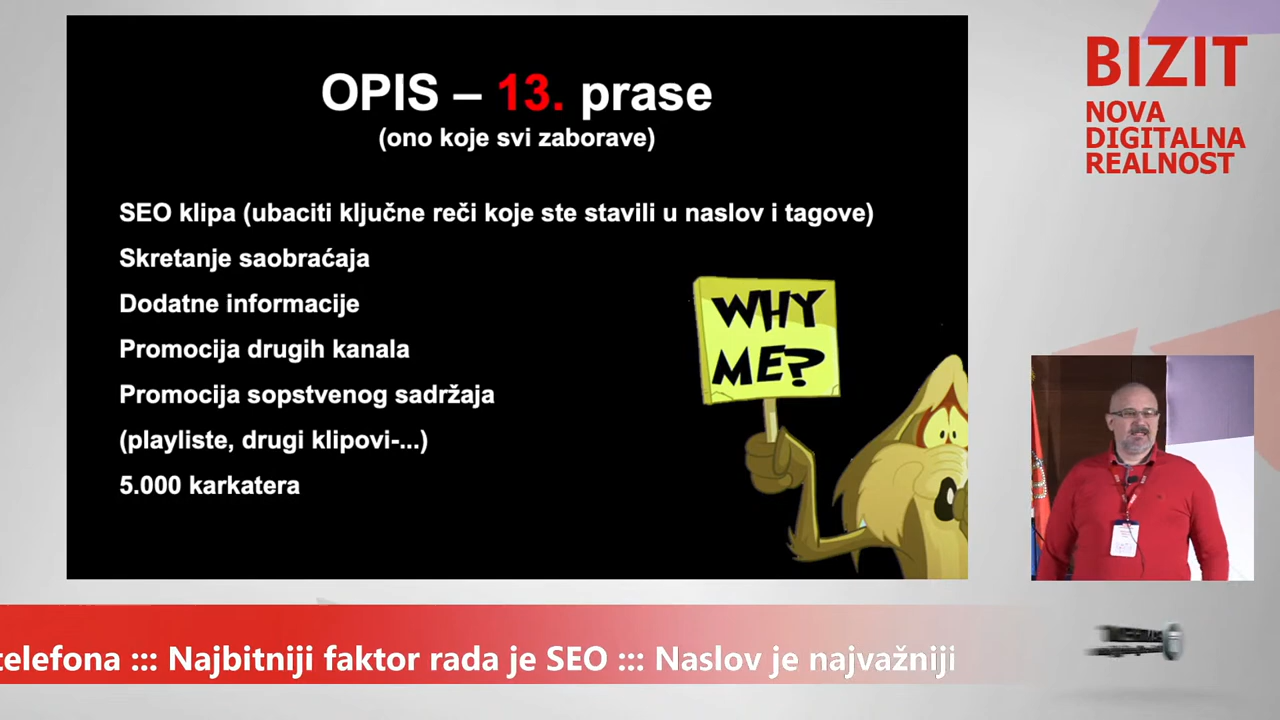 OPIS – 13. prase
(ono koje svi zaborave)
SEO klipa (ubaciti ključne reči koje ste stavili u naslov i tagove)
Skretanje saobraćaja
Dodatne informacije
Promocija drugih kanala
Promocija sopstvenog sadržaja
(playliste, drugi klipovi-...)
5.000 karkatera
WHY
ME?
BIZIT
NOVA
DIGITALNA
REALNOST
telefona ::: Najbitniji faktor rada je SEO ::: Naslov je najvažniji